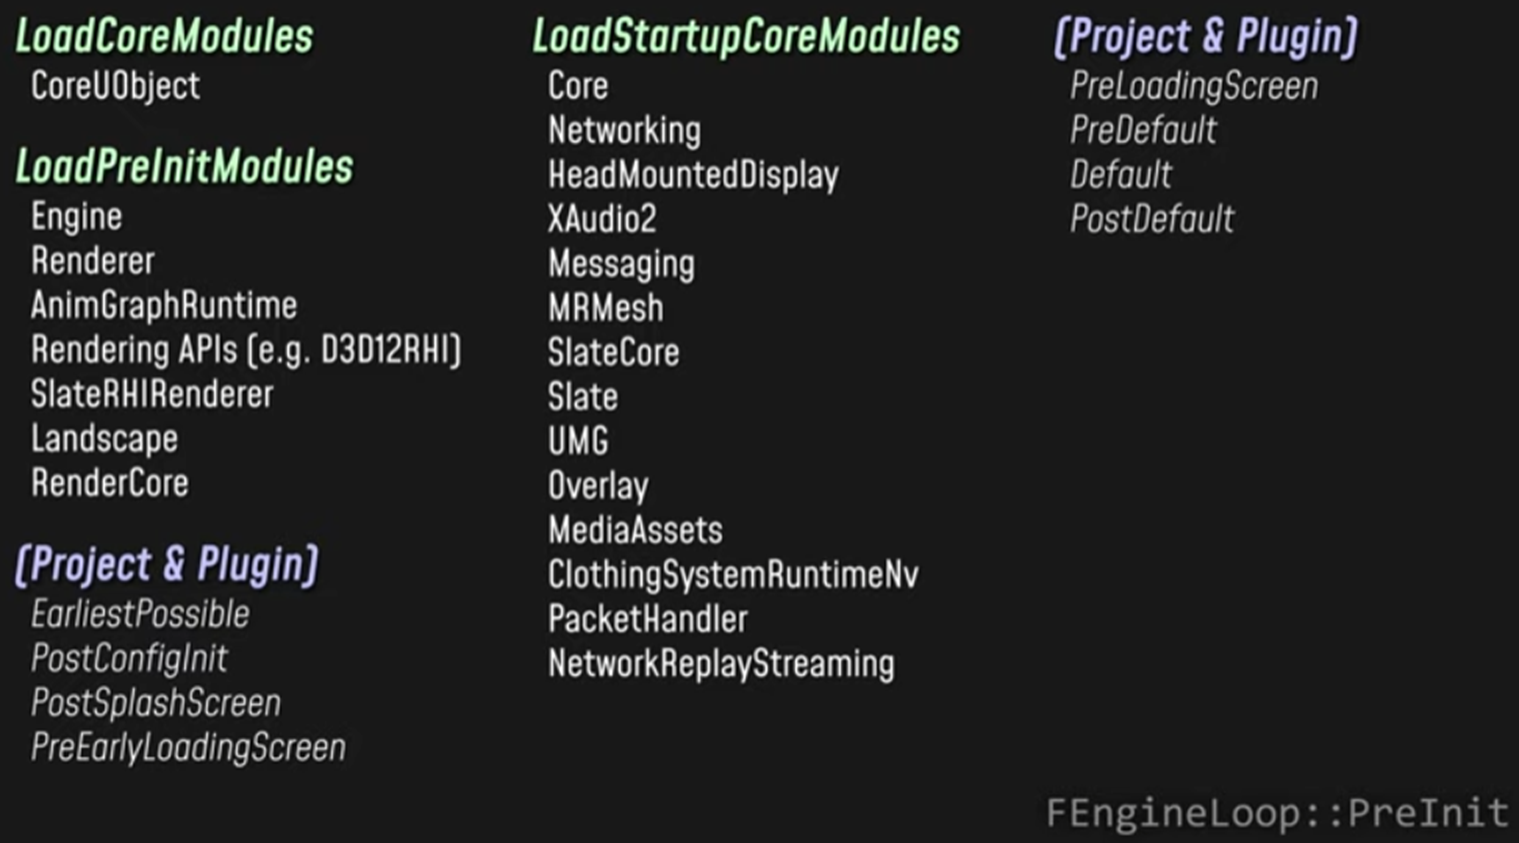 LoadCoreModules
CoreUObject
LoadPreInitModules
Engine
Renderer
AnimGraphRuntime
Rendering APIs (e.g. D3D12RHI)
SlateRHIRenderer
Landscape
RenderCore
(Project & Plugin)
EarliestPossible
PostConfigInit
PostSplashScreen
PreEarlyLoadingScreen
LoadStartupCoreModules
Core
Networking
HeadMountedDisplay
XAudio2
Messaging
MRMesh
SlateCore
Slate
UMG
Overlay
MediaAssets
ClothingSystemRuntimeNv
PacketHandler
NetworkReplayStreaming
(Project & Plugin)
PreLoadingScreen
PreDefault
Default
PostDefault
FEngineLoop::PreInit